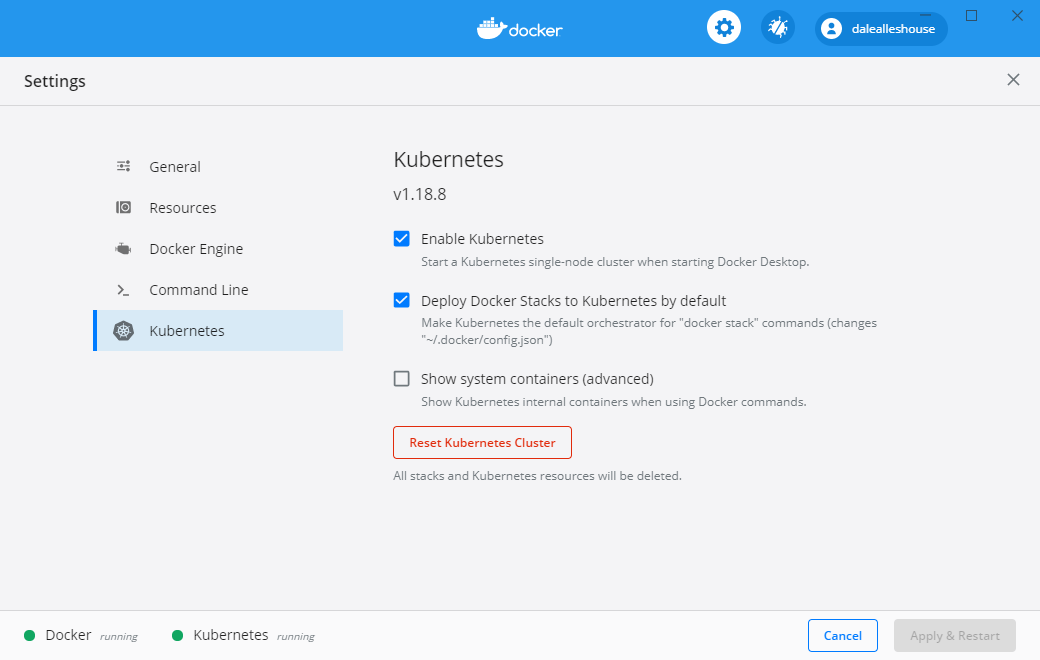 docker
dalealleshouse
Settings
General
Resources
Docker Engine
Command Line
Kubernetes
Kubernetes
v1.18.8
Enable Kubernetes
Start a Kubernetes single-node cluster when starting Docker Desktop.
Deploy Docker Stacks to Kubernetes by default
Make Kubernetes the default orchestrator for "docker stack" commands (changes
"~/.docker/config.json")
Show system containers (advanced)
Show Kubernetes internal containers when using Docker commands.
Reset Kubernetes Cluster
All stacks and Kubernetes resources will be deleted.
Docker running
Kubernetes running
Cancel
Apply & Restart